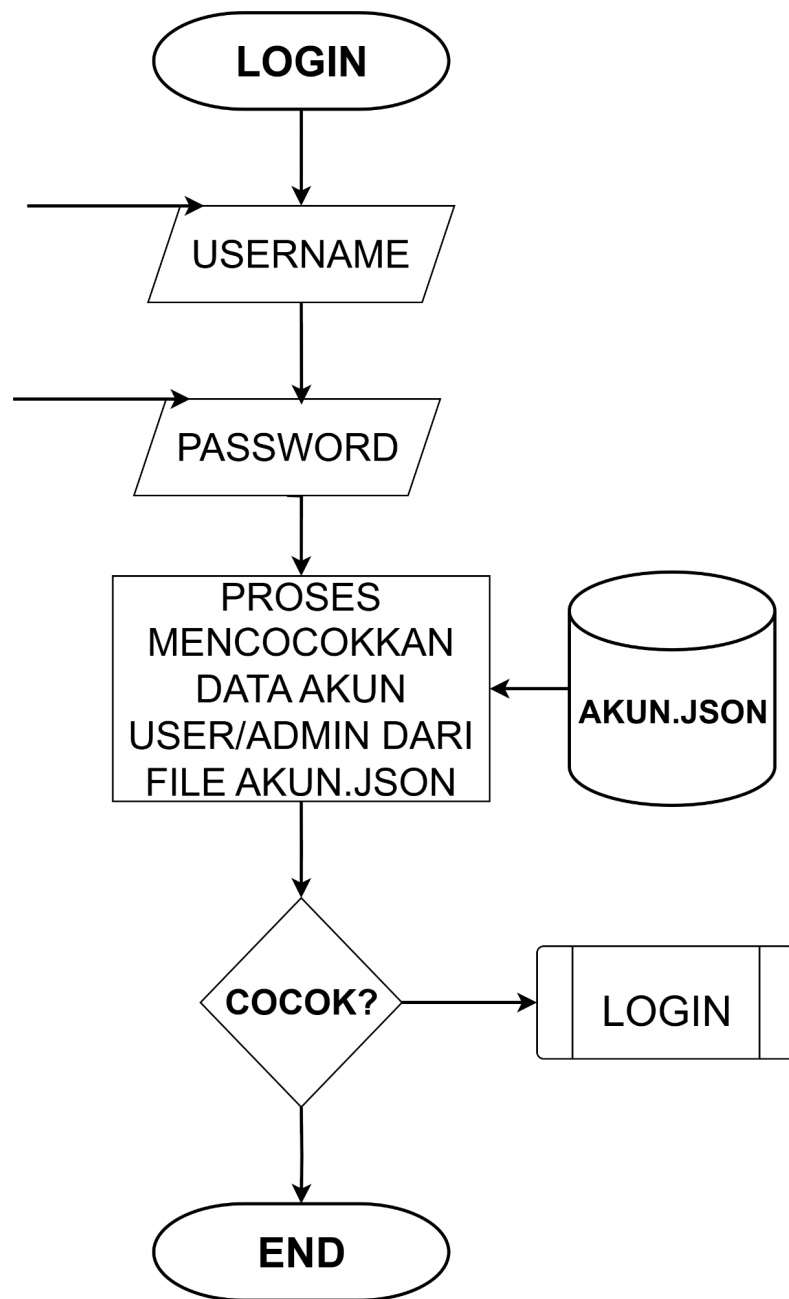 LOGIN
USERNAME
PASSWORD
PROSES
MENCOCOKKAN
DATA AKUN
USER/ADMIN DARI
FILE AKUN.JSON
AKUN.JSON
COCOK?
LOGIN
END